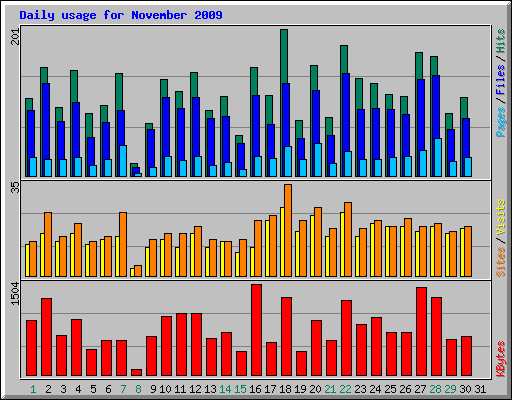 Daily usage for November 2009
201
Pages / Files / Hits
35
Sites / Visits
1504
KBytes
1 2 3 4 5 6 7 8 9 10 11 12 13 14 15 16 17 18 19 20 21 22 23 24 25 26 27 28 29 30 31